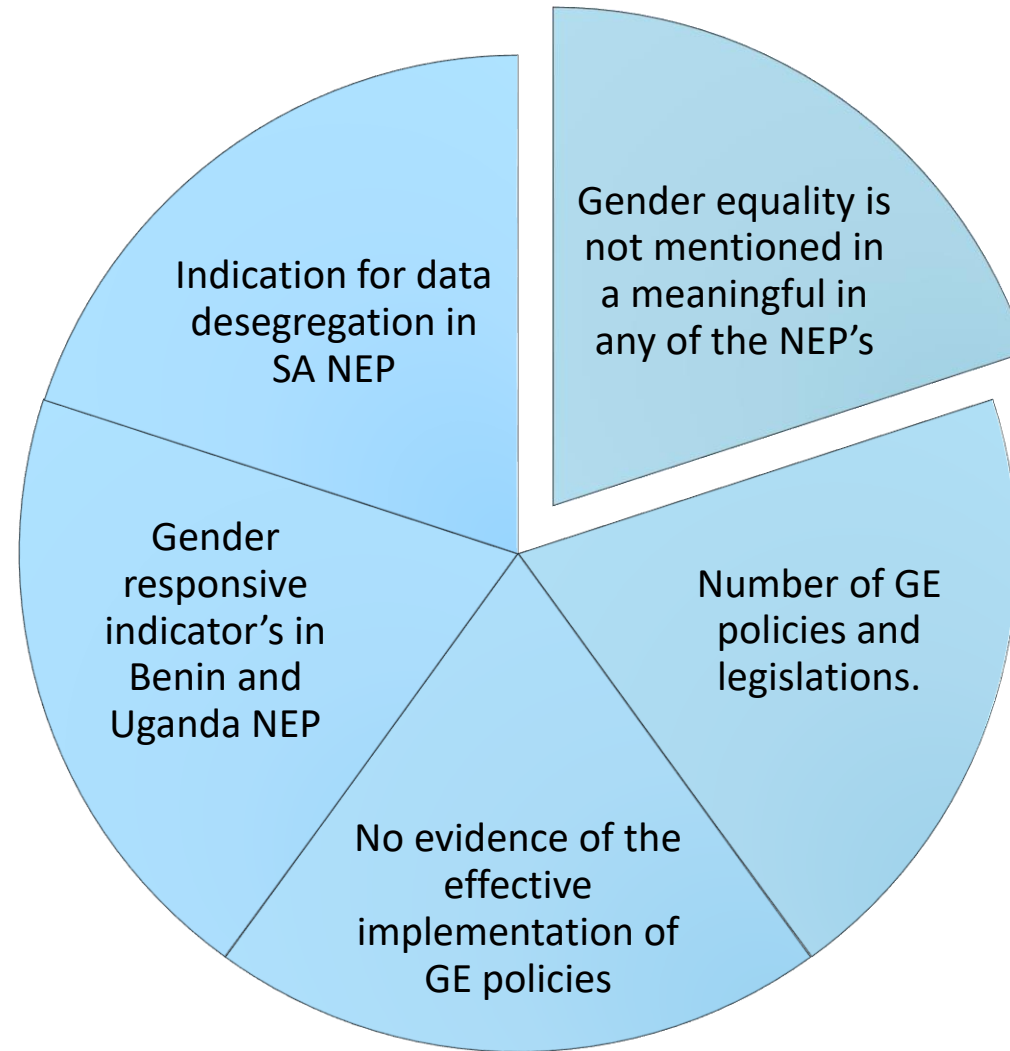 Gender equality is
not mentioned in
a meaningful in
any of the NEP’s
Number of GE
policies and
legislations.
No evidence of the
effective
implementation of
GE policies
Gender
responsive
indicator’s in
Benin and
Uganda NEP
Indication for data
desegregation in
SA NEP